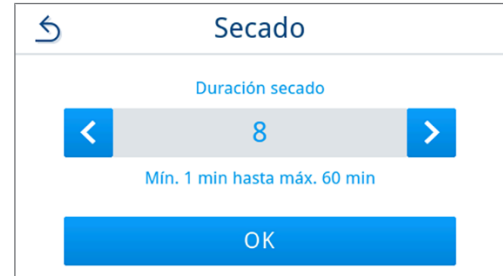 Secado
Duración secado
8
Mín. 1 min hasta máx. 60 min
OK